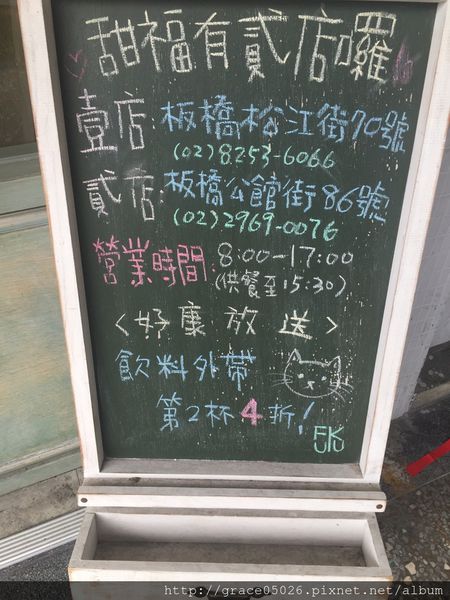 甜福有貳店囉
壹店:板橋松江街70號
(02)8253-6066
貳店:板橋公館街86號
(02)2969-0076
營業時間:8:00-17:00
(供餐至15:30)
<好康放送>
飲料外帶
第2杯4折!
http://grace05026.pixnet.net/album